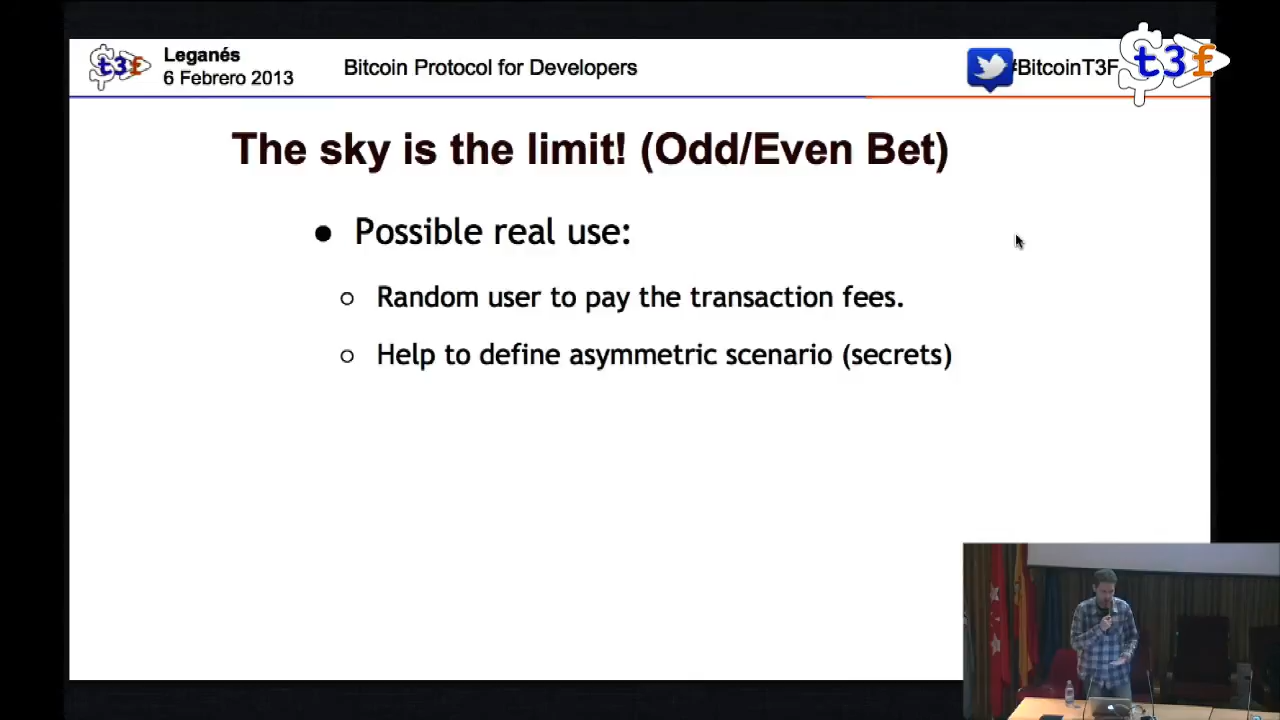 t3f
Leganés
6 Febrero 2013
Bitcoin Protocol for Developers
#BitcoinT3F
t3f
The sky is the limit! (Odd/Even Bet)
● Possible real use:
○ Random user to pay the transaction fees.
○ Help to define asymmetric scenario (secrets)